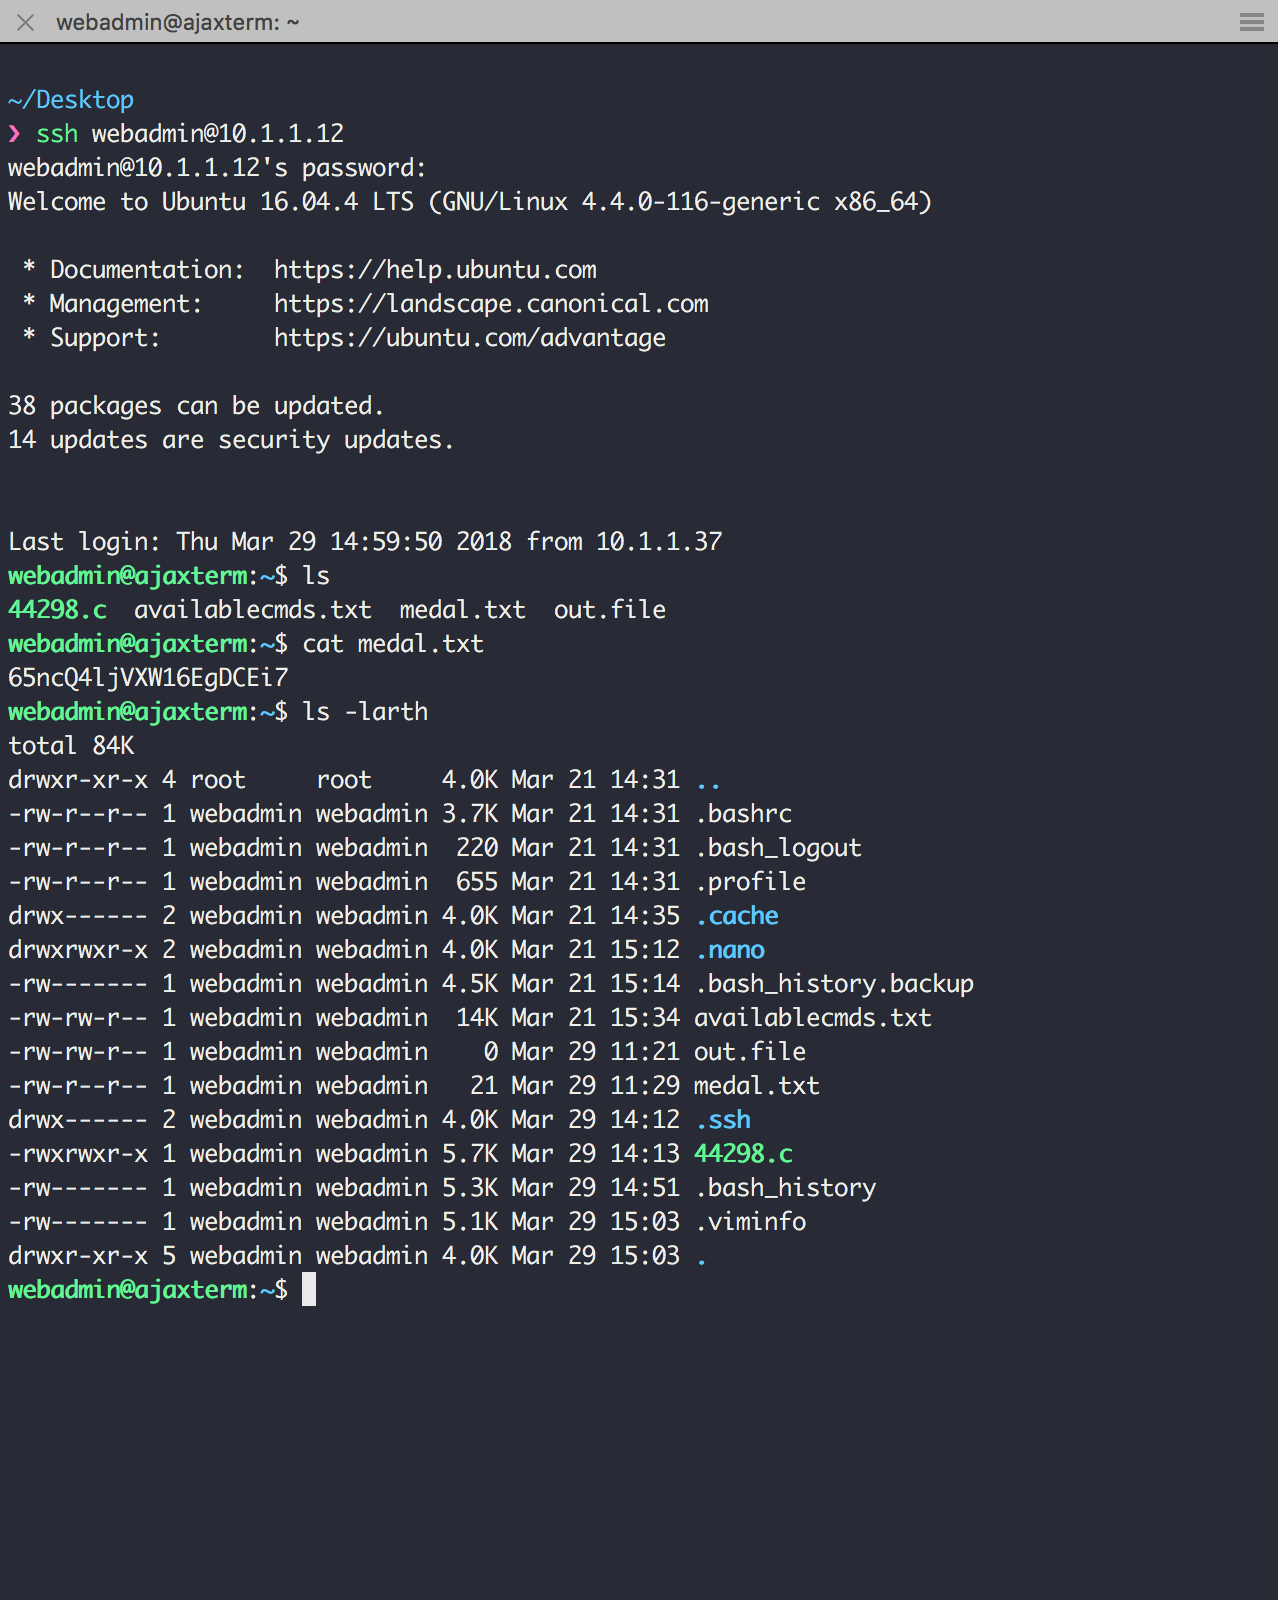 webadmin@ajaxterm: ~
~/Desktop
❯ ssh webadmin@10.1.1.12
webadmin@10.1.1.12's password:
Welcome to Ubuntu 16.04.4 LTS (GNU/Linux 4.4.0-116-generic x86_64)
 * Documentation:  https://help.ubuntu.com
 * Management:     https://landscape.canonical.com
 * Support:        https://ubuntu.com/advantage
38 packages can be updated.
14 updates are security updates.
Last login: Thu Mar 29 14:59:50 2018 from 10.1.1.37
webadmin@ajaxterm:~$ ls
44298.c  availablecmds.txt  medal.txt  out.file
webadmin@ajaxterm:~$ cat medal.txt
65ncQ4ljVXW16EgDCEi7
webadmin@ajaxterm:~$ ls -larth
total 84K
drwxr-xr-x 4 root     root     4.0K Mar 21 14:31 ..
-rw-r--r-- 1 webadmin webadmin 3.7K Mar 21 14:31 .bashrc
-rw-r--r-- 1 webadmin webadmin  220 Mar 21 14:31 .bash_logout
-rw-r--r-- 1 webadmin webadmin  655 Mar 21 14:31 .profile
drwx------ 2 webadmin webadmin 4.0K Mar 21 14:35 .cache
drwxrwxr-x 2 webadmin webadmin 4.0K Mar 21 15:12 .nano
-rw------- 1 webadmin webadmin 4.5K Mar 21 15:14 .bash_history.backup
-rw-rw-r-- 1 webadmin webadmin  14K Mar 21 15:34 availablecmds.txt
-rw-rw-r-- 1 webadmin webadmin    0 Mar 29 11:21 out.file
-rw-r--r-- 1 webadmin webadmin   21 Mar 29 11:29 medal.txt
drwx------ 2 webadmin webadmin 4.0K Mar 29 14:12 .ssh
-rwxrwxr-x 1 webadmin webadmin 5.7K Mar 29 14:13 44298.c
-rw------- 1 webadmin webadmin 5.3K Mar 29 14:51 .bash_history
-rw------- 1 webadmin webadmin 5.1K Mar 29 15:03 .viminfo
drwxr-xr-x 5 webadmin webadmin 4.0K Mar 29 15:03 .
webadmin@ajaxterm:~$